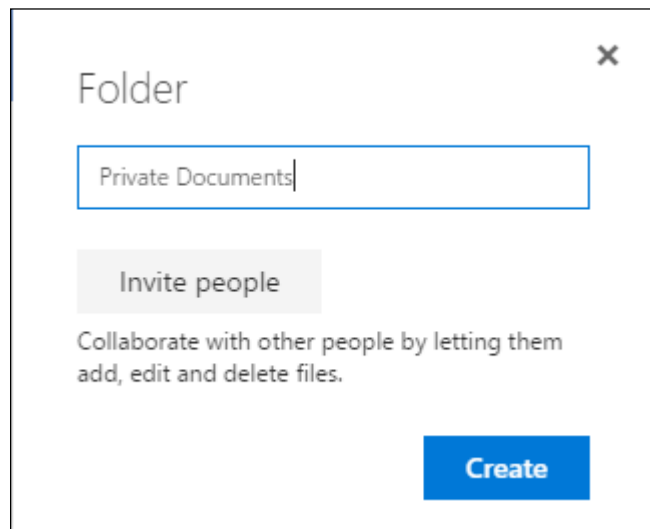 Folder
Private Documents
Invite people
Collaborate with other people by letting them
add, edit and delete files.
Create